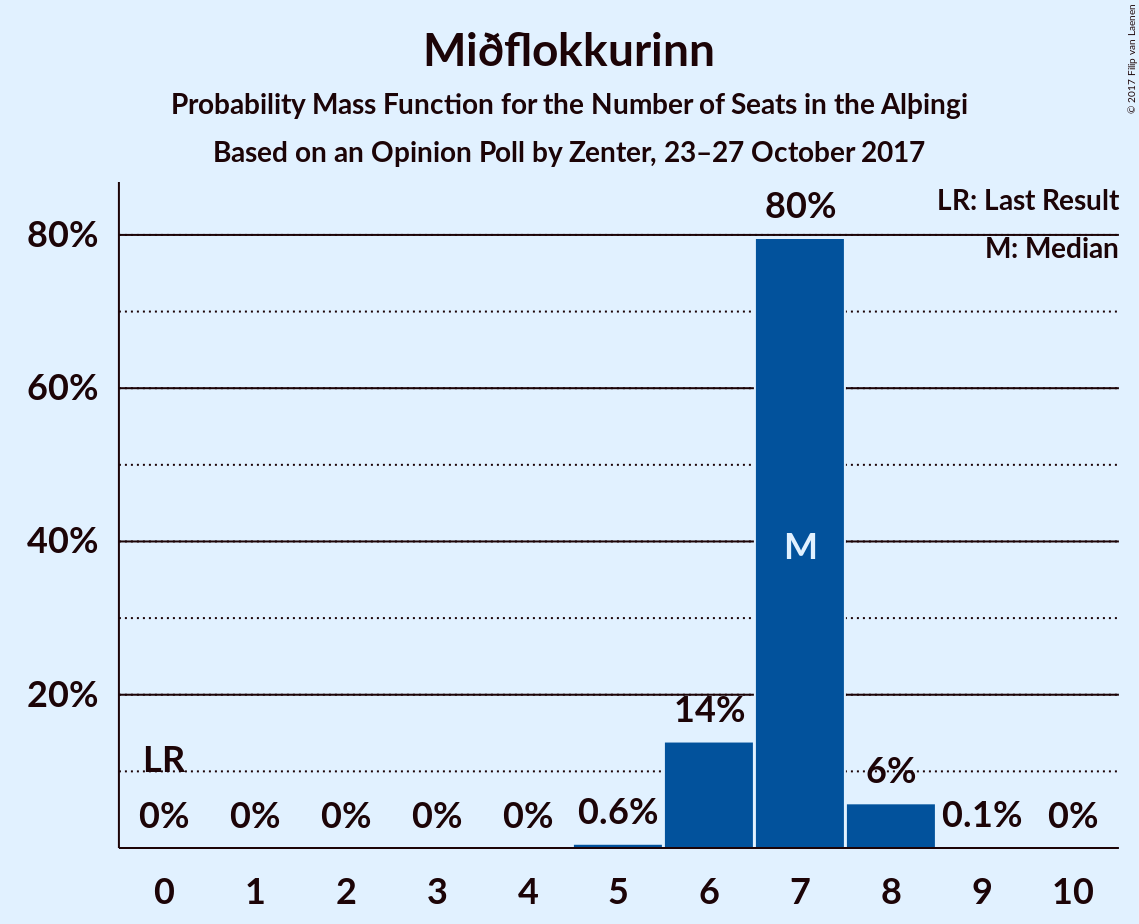 Miðflokkurinn
Probability Mass Function for the Number of Seats in the Alþingi
Based on an Opinion Poll by Zenter, 23–27 October 2017
© 2017 Filip van Laenen
LR: Last Result
M: Median
80%
60%
40%
20%
LR
0%
0%
0%
0%
0%
0.6%
14%
80%
M
6%
0.1%
0%
0 1 2 3 4 5 6 7 8 9 10